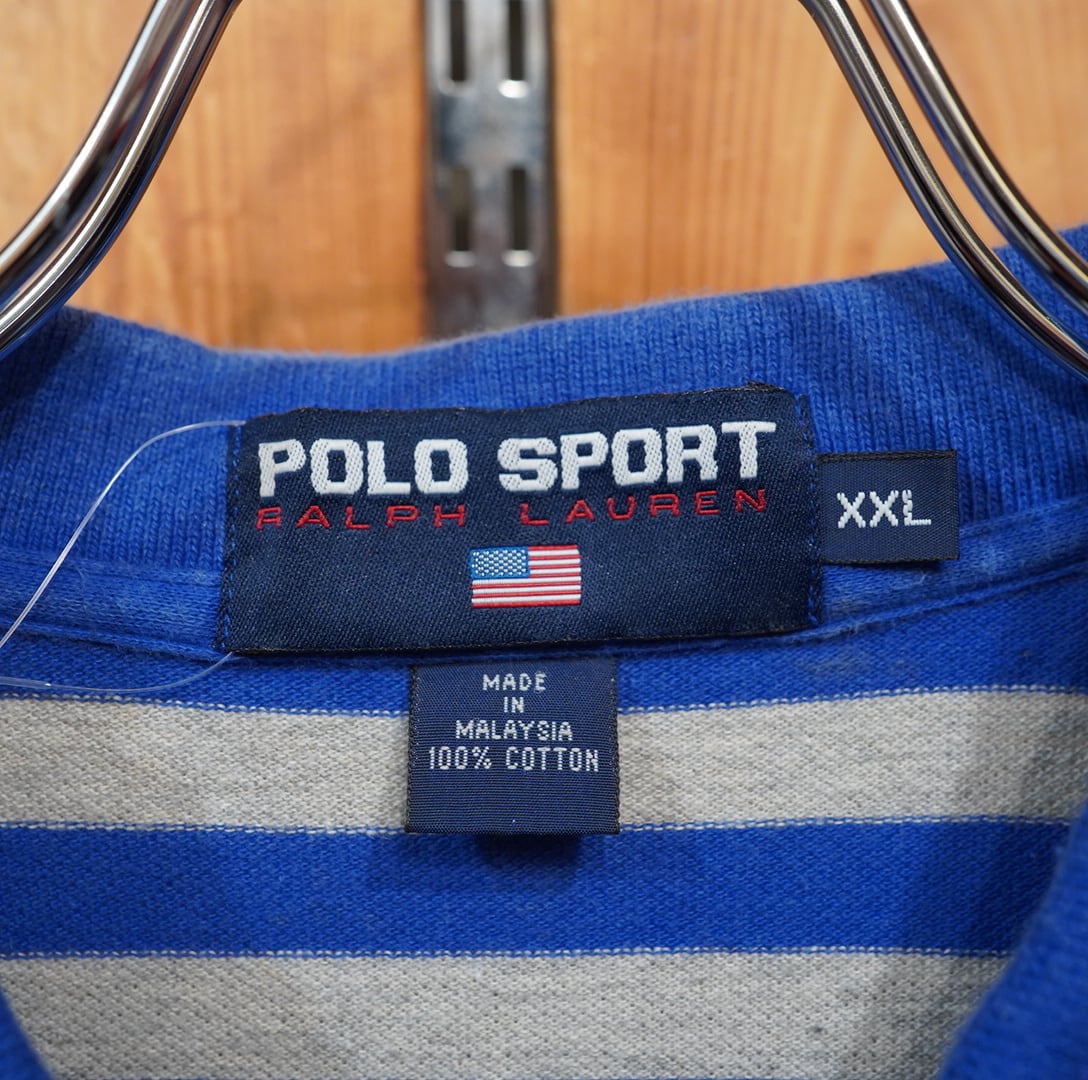 POLO SPORT
RALPH LAUREN
XXL
MADE
IN
MALAYSIA
100% COTTON